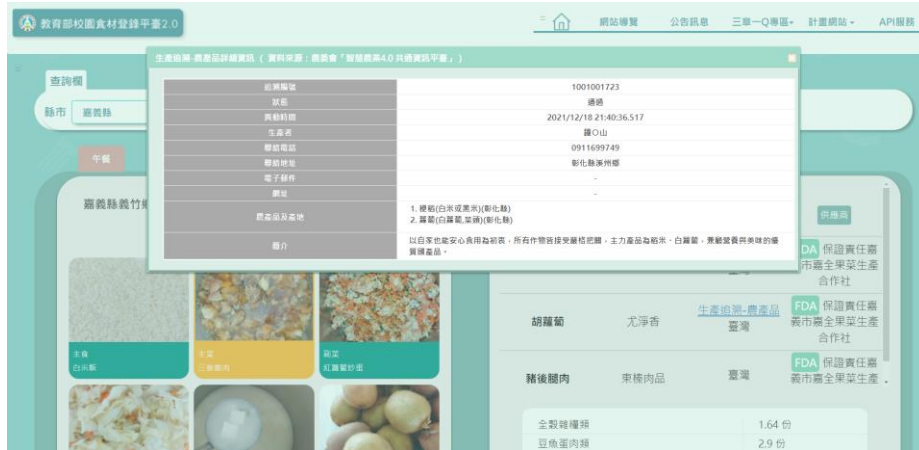 教育部校園食材登錄平臺2.0
網站導覽
公告訊息
三章一Q專區
計畫網站
API服務
生產追溯-農產品詳細資訊 ( 資料來源：農委會「智慧農業4.0 共通資訊平臺」)
追溯編號 1001001723
狀態 通過
異動時間 2021/12/18 21:40:36.517
生產者 鐘○山
聯絡電話 0911699749
聯絡地址 彰化縣溪州鄉
電子郵件 -
網址 -
農產品及產地
1. 梗稻(白米或黑米)(彰化縣)
2. 蘿蔔(白蘿蔔,菜頭)(彰化縣)
簡介
以自家也能安心食用為初衷，所有作物皆接受嚴格把關，主力產品為稻米、白蘿蔔，兼顧營養與美味的優
質國產品。
查詢欄
縣市 嘉義縣
午餐
嘉義縣義竹
主食
白米飯
主菜
副菜
紅蘿蔔炒蛋
供應商
FDA 保證責任嘉
義市嘉全果菜生產
合作社
胡蘿蔔 尤淨香 生產追溯-農產品
臺灣
FDA 保證責任嘉
義市嘉全果菜生產
合作社
豬後腿肉 東榛肉品 臺灣
FDA 保證責任嘉
義市嘉全果菜生產
全穀雜糧類 1.64 份
豆魚蛋肉類 2.9 份